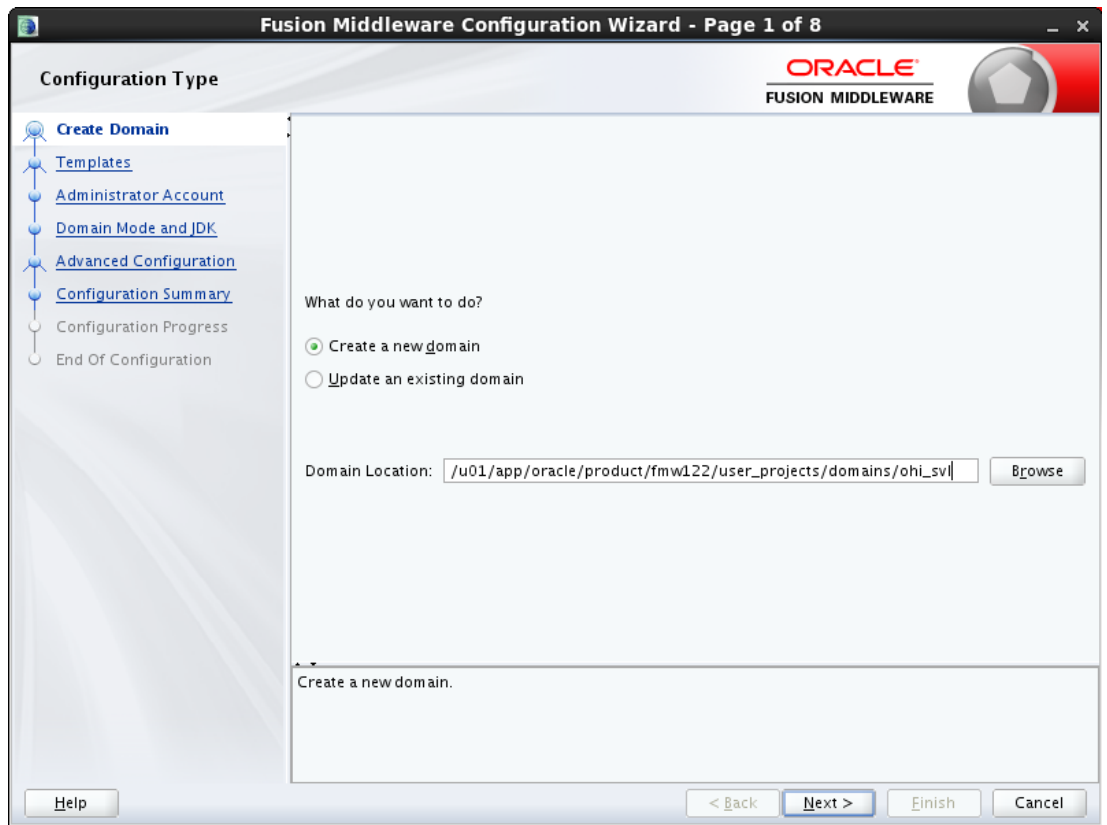 Fusion Middleware Configuration Wizard - Page 1 of 8
Configuration Type
ORACLE
FUSION MIDDLEWARE
Create Domain
Templates
Administrator Account
Domain Mode and JDK
Advanced Configuration
Configuration Summary
Configuration Progress
End Of Configuration
What do you want to do?
Create a new domain
Update an existing domain
Domain Location: /u01/app/oracle/product/fmw122/user_projects/domains/ohi_svl Browse
Create a new domain.
Help < Back Next > Finish Cancel